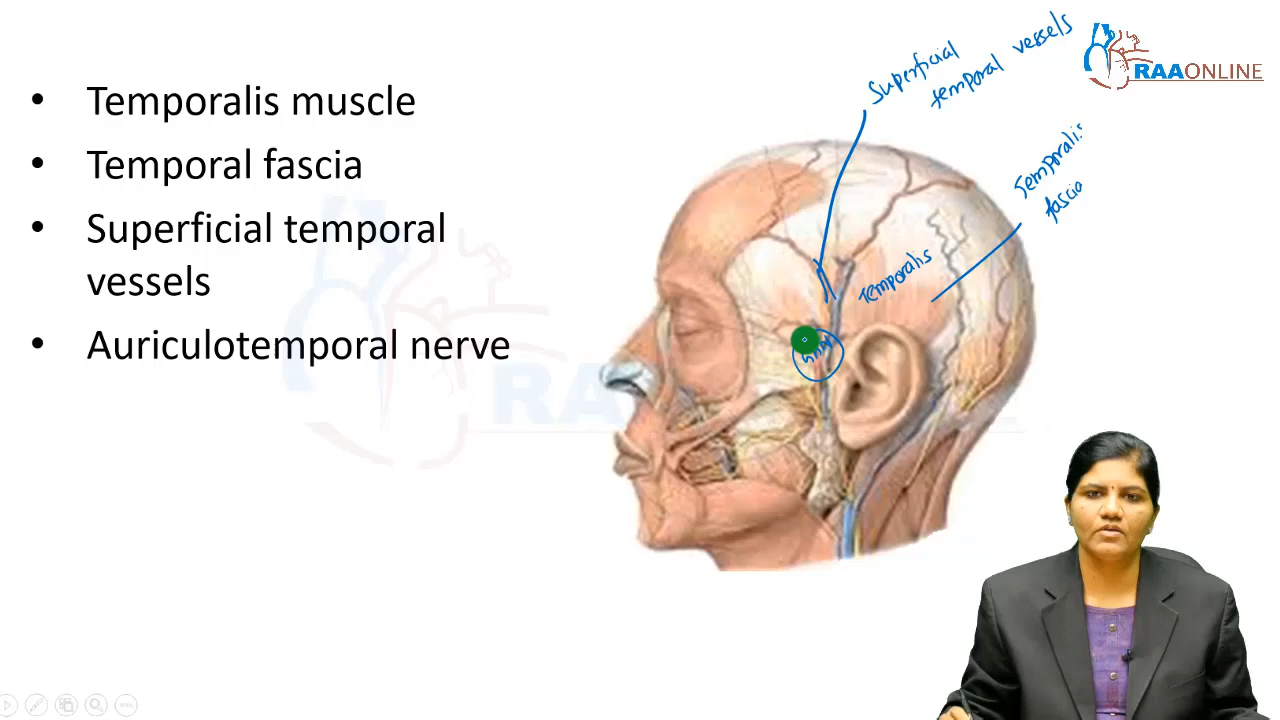 • Temporalis muscle
• Temporal fascia
• Superficial temporal
vessels
• Auriculotemporal nerve
Superficial
temporal vessels
Temporalis
fascia
Temporalis
RAAONLINE